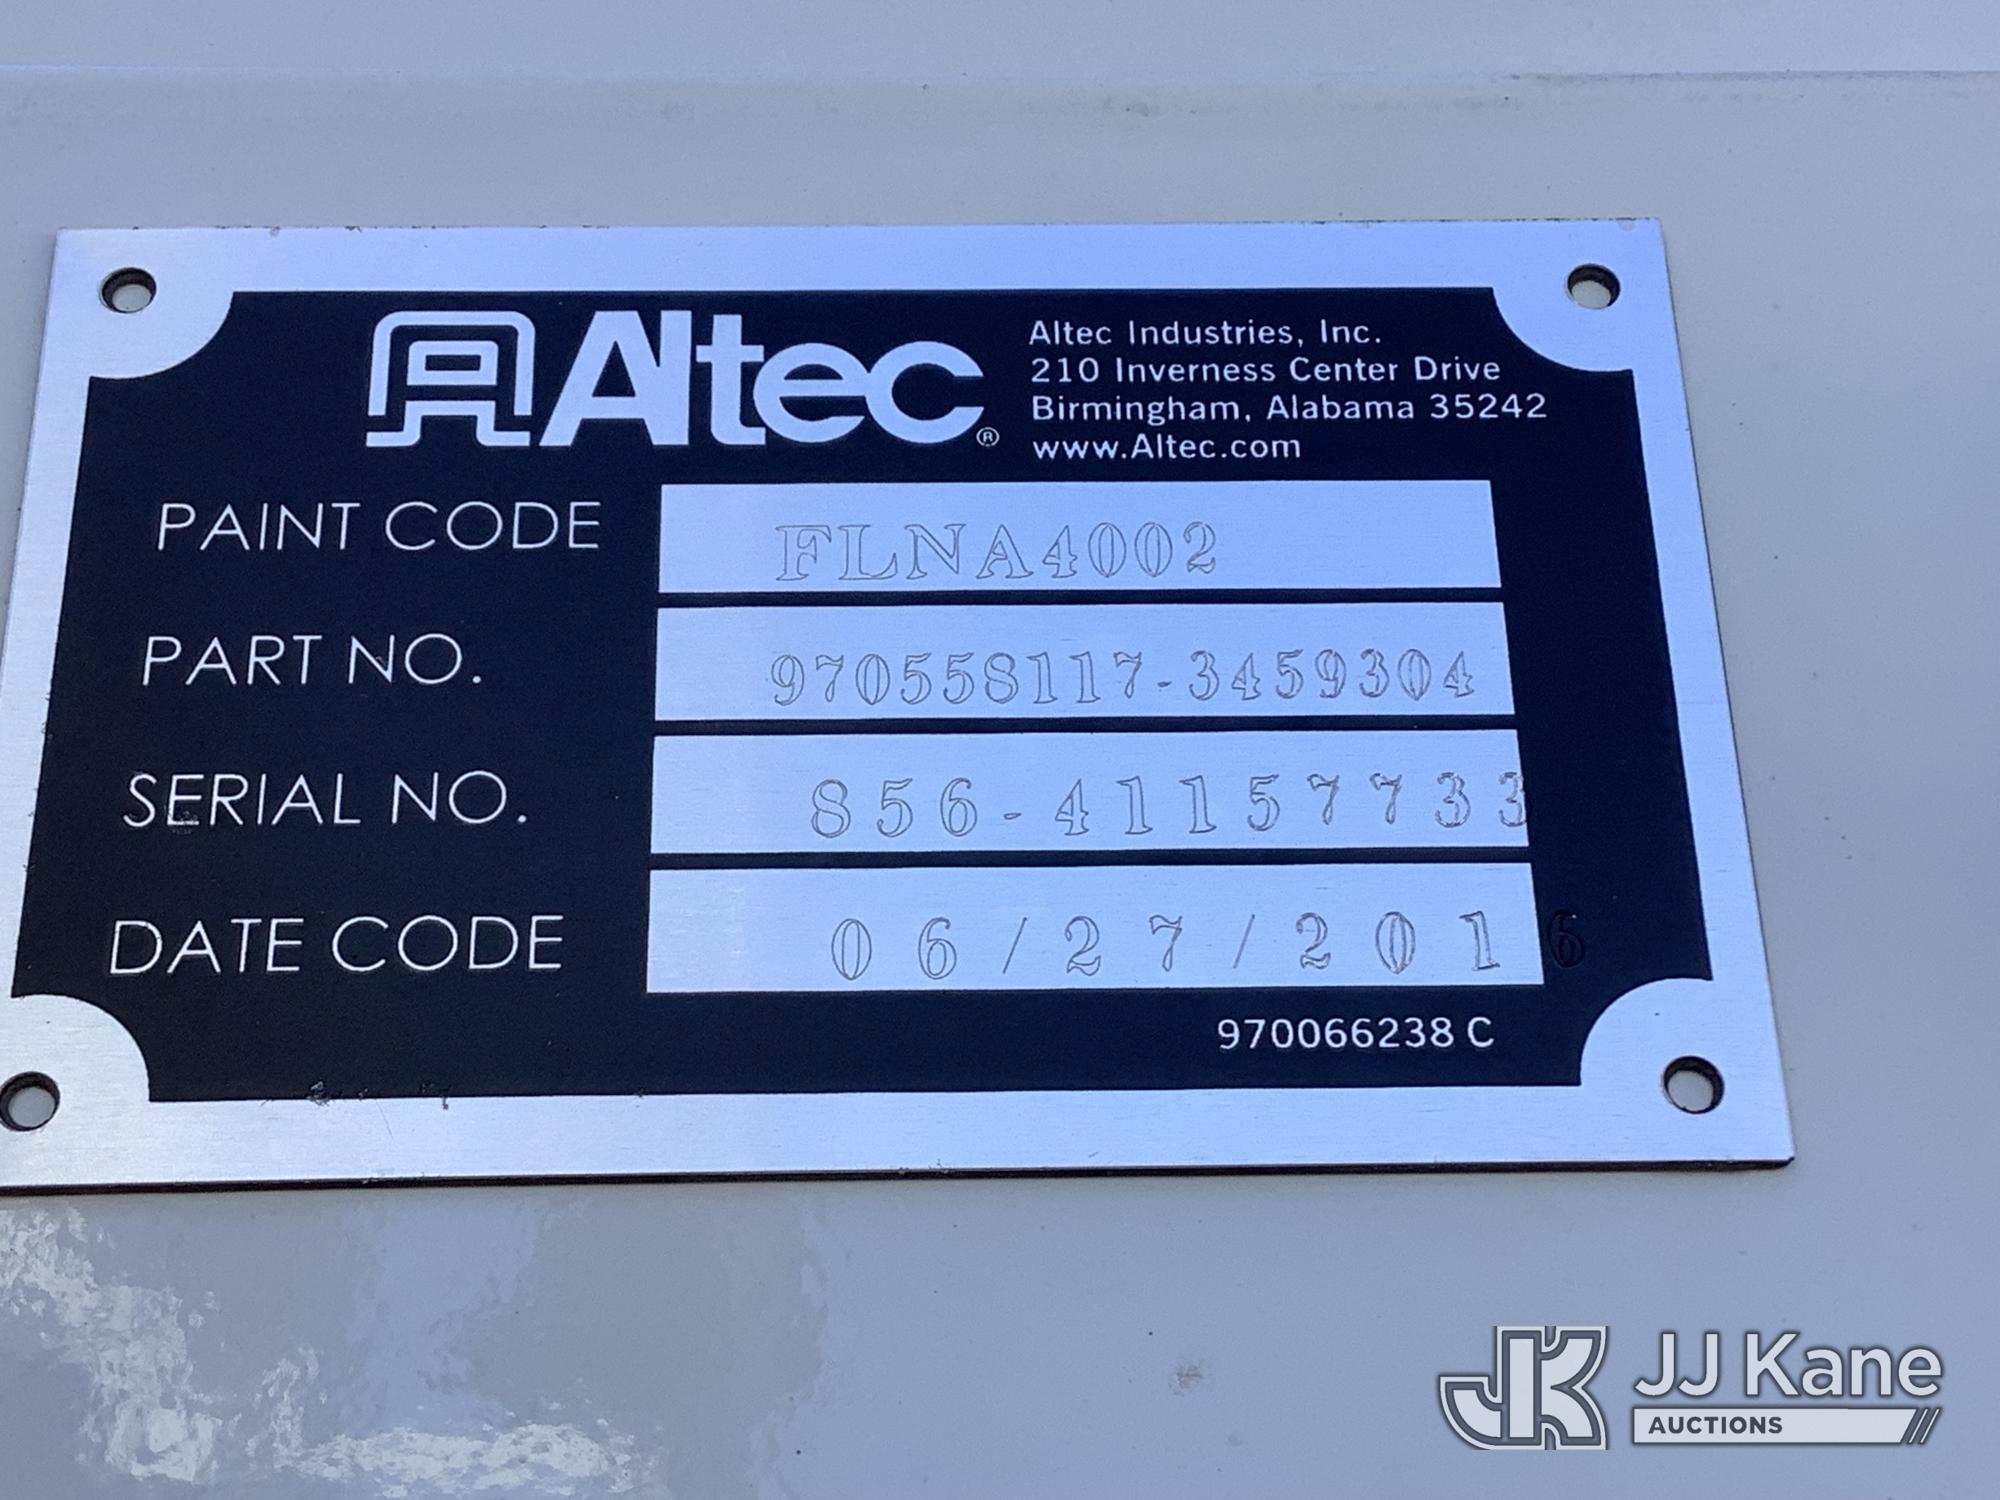 Altec®
Altec Industries, Inc.
210 Inverness Center Drive
Birmingham, Alabama 35242
www.Altec.com
PAINT CODE FLNA4002
PART NO. 970558117-3459304
SERIAL NO. 856-41157733
DATE CODE 06/27/2016
970066238 C
JK JJ Kane
AUCTIONS